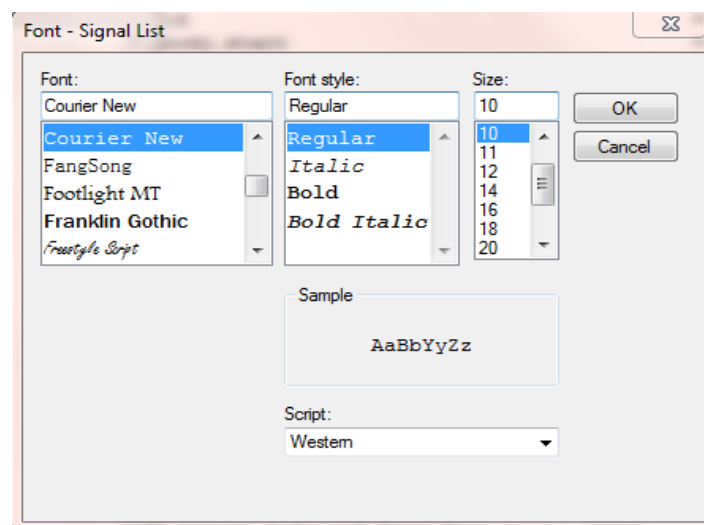 Font - Signal List
Font:
Font style:
Size:
Courier New
Regular
10
OK
Cancel
Courier New
FangSong
Footlight MT
Franklin Gothic
Freestyle Script
Regular
Italic
Bold
Bold Italic
10
11
12
14
16
18
20
Sample
AaBbYyZz
Script:
Western